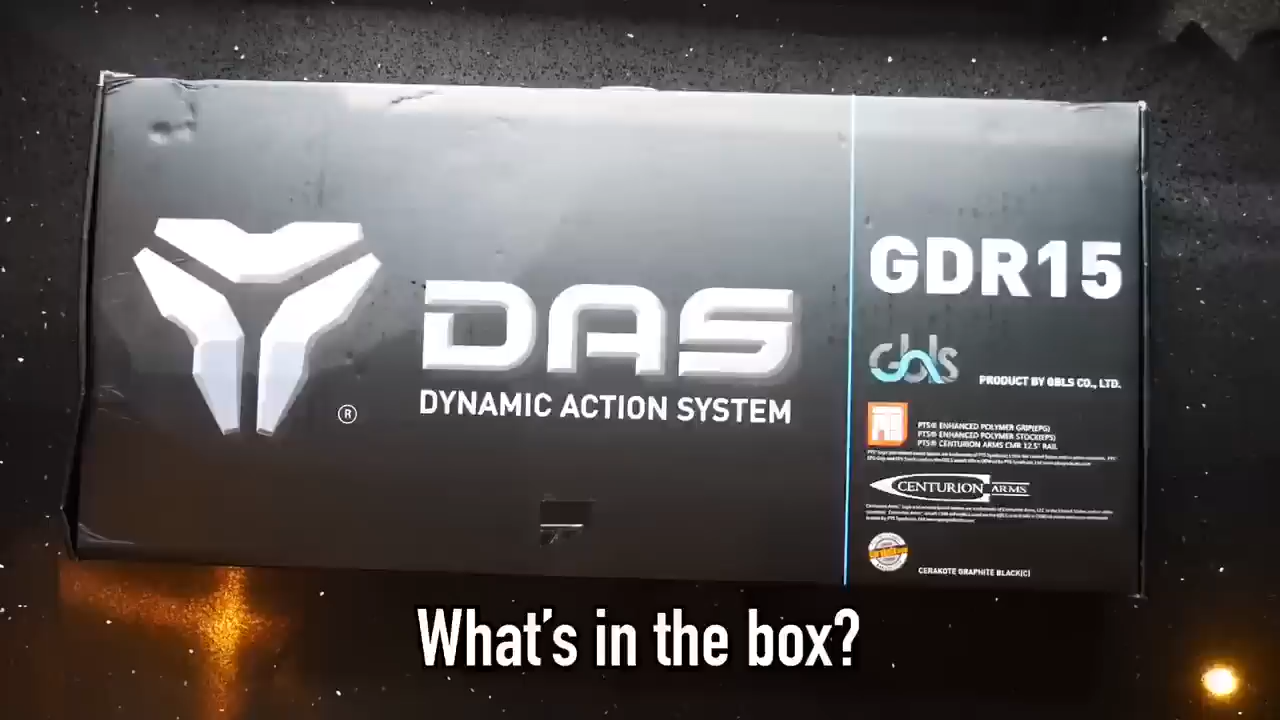 DAS
DYNAMIC ACTION SYSTEM
®
GDR15
gbls
PRODUCT BY GBLS CO., LTD.
PTS® ENHANCED POLYMER GRIP(EPG)
PTS® ENHANCED POLYMER STOCK(EPS)
PTS® CENTURION ARMS CMR 12.5" RAIL
CENTURION ARMS
CERAKOTE GRAPHITE BLACK(C)
What's in the box?